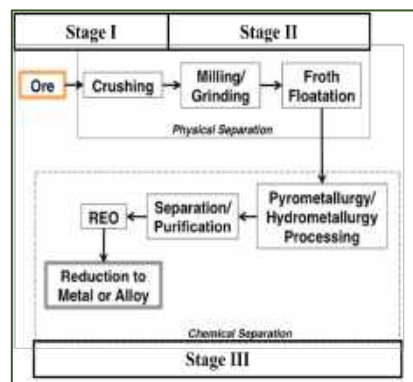 Stage I
Stage II
Ore
Crushing
Milling/
Grinding
Froth
Floatation
Physical Separation
Pyrometallurgy/
Hydrometallurgy
Processing
Separation/
Purification
REO
Reduction to
Metal or Alloy
Chemical Separation
Stage III